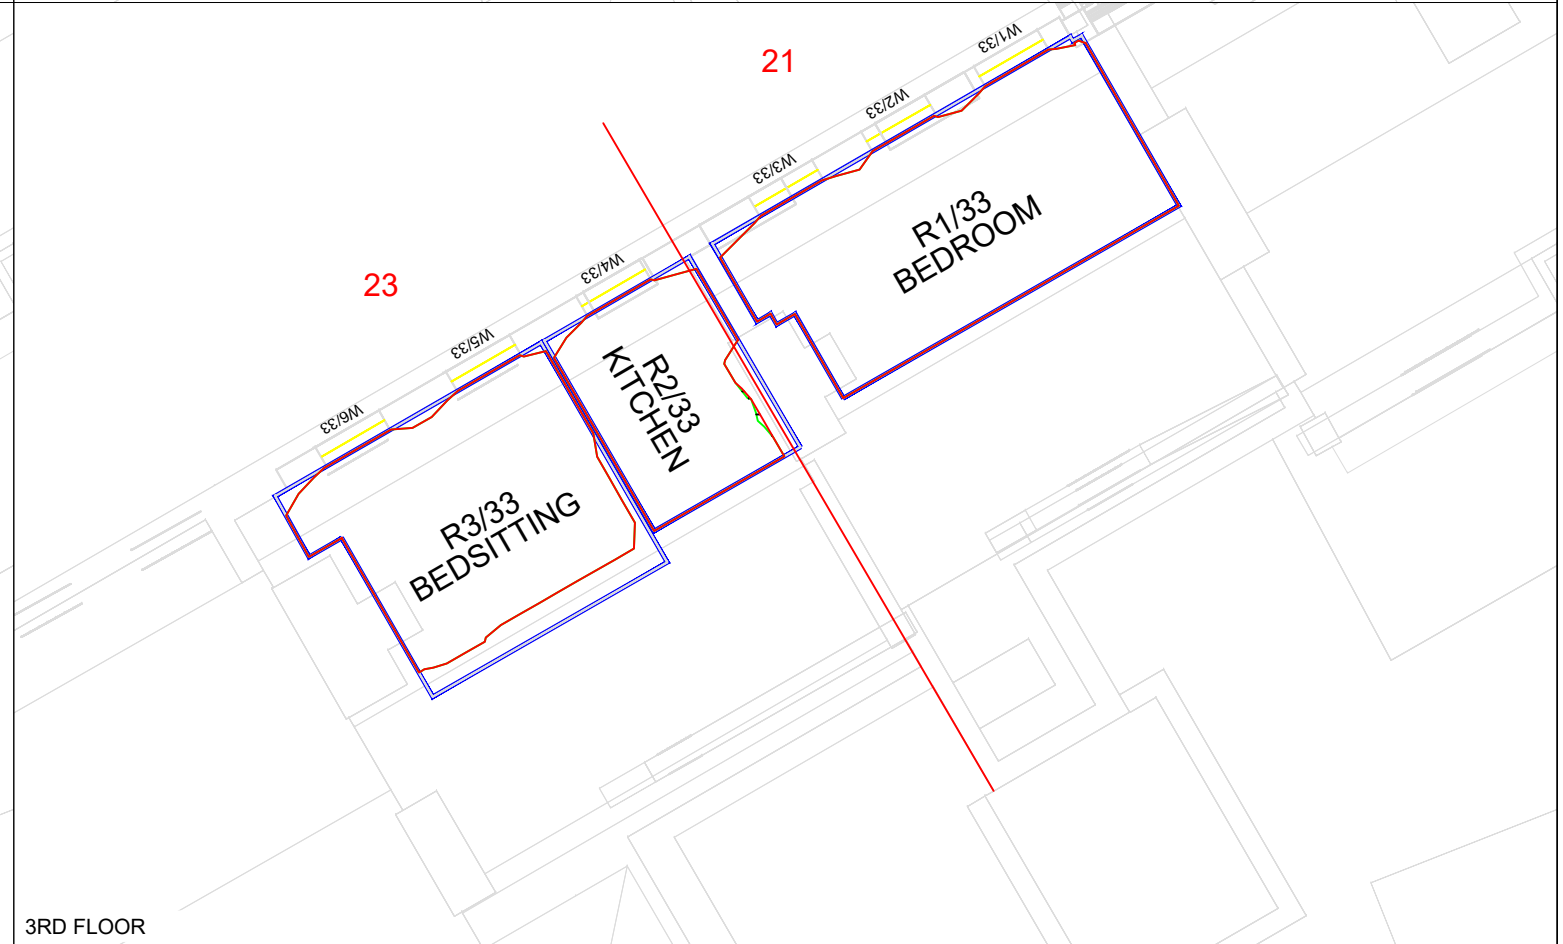 21
W1/33
W2/33
W3/33
R1/33
BEDROOM
23
W4/33
W5/33
W6/33
R2/33
KITCHEN
R3/33
BEDSITTING
3RD FLOOR